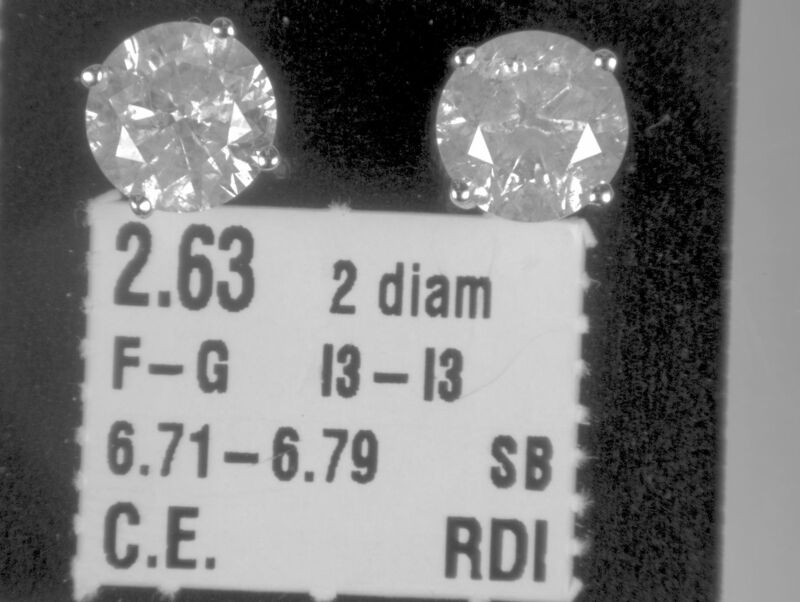 2.63 2 diam
F-G I3-I3
6.71-6.79 SB
C.E. RDI